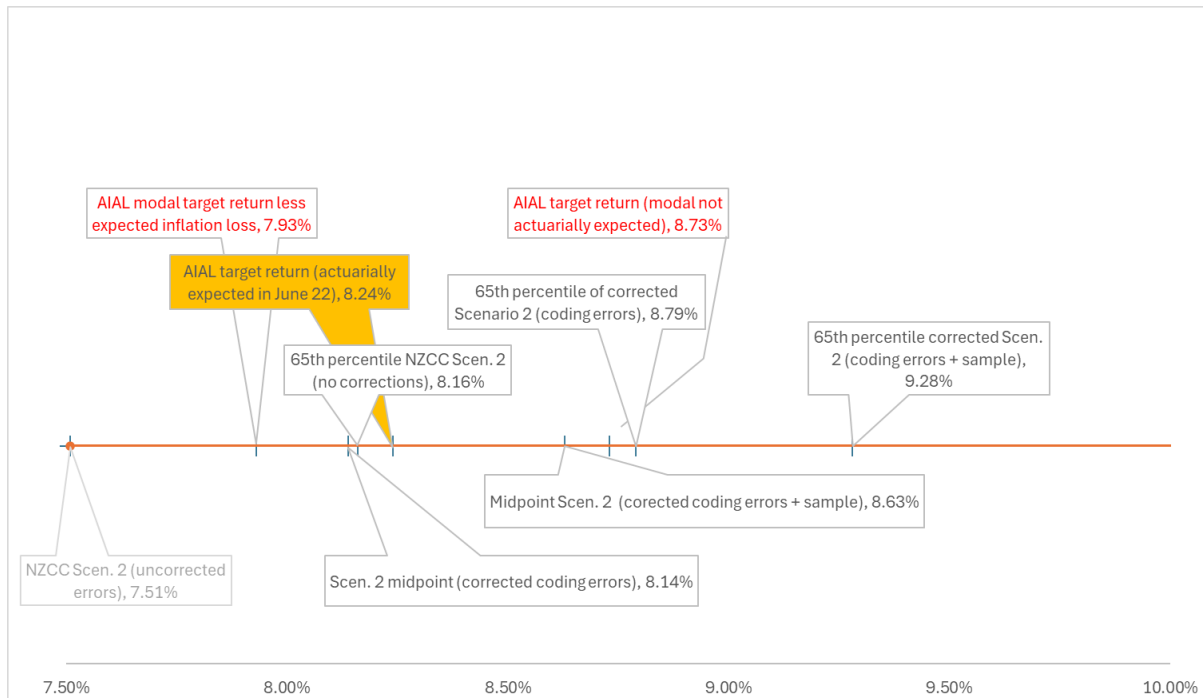 AIAL modal target return less
expected inflation loss, 7.93%
AIAL target return (modal not
actuarially expected), 8.73%
AIAL target return (actuarially
expected in June 22), 8.24%
65th percentile of corrected
Scenario 2 (coding errors), 8.79%
65th percentile corrected Scen.
2 (coding errors + sample),
9.28%
65th percentile NZCC Scen. 2
(no corrections), 8.16%
Midpoint Scen. 2 (corected coding errors + sample), 8.63%
NZCC Scen. 2 (uncorrected
errors), 7.51%
Scen. 2 midpoint (corrected coding errors), 8.14%
7.50%
8.00%
8.50%
9.00%
9.50%
10.00%